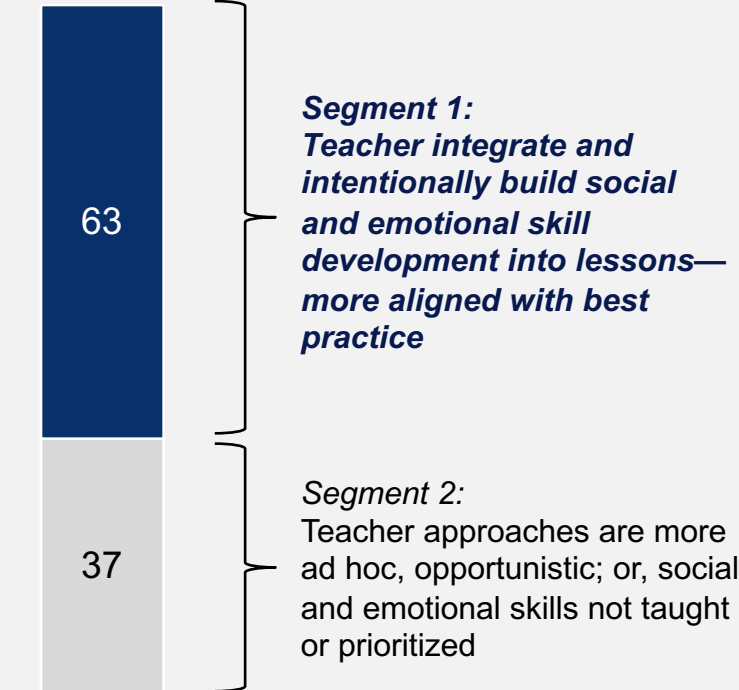 63
Segment 1:
Teacher integrate and
intentionally build social
and emotional skill
development into lessons—
more aligned with best
practice
37
Segment 2:
Teacher approaches are more
ad hoc, opportunistic; or, social
and emotional skills not taught
or prioritized